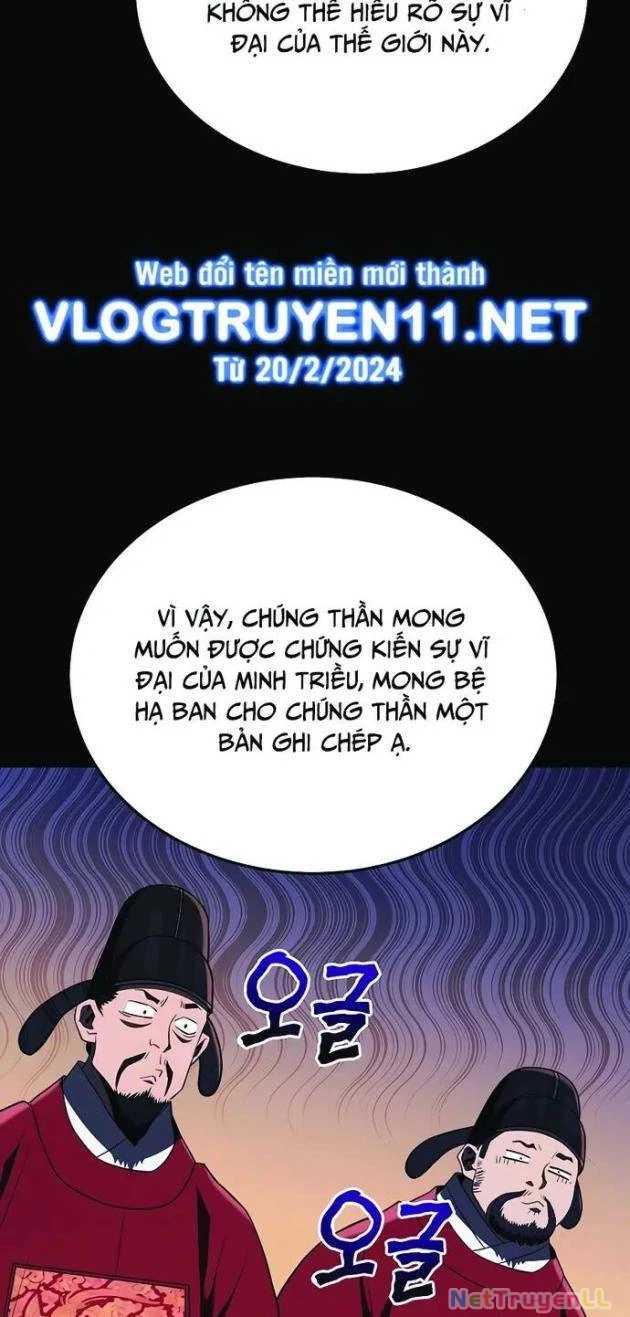 KHÔNG THỂ HIỂU RÕ SỰ VĨ
ĐẠI CỦA THẾ GIỚI NÀY.
Web đổi tên miền mới thành
VLOGTRUYEN11.NET
Từ 20/2/2024
VÌ VẬY, CHÚNG THẦN MONG
MUỐN ĐƯỢC CHỨNG KIẾN SỰ VĨ
ĐẠI CỦA MINH TRIỀU, MONG BỆ
HẠ BAN CHO CHÚNG THẦN MỘT
BẢN GHI CHÉP Ạ.
오글
오글
NetTruyenLL